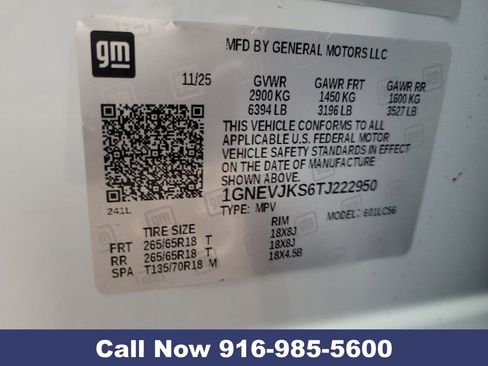 gm
MFD BY GENERAL MOTORS LLC
11/25 GVWR GAWR FRT GAWR RR
2900 KG 1450 KG 1600 KG
6394 LB 3196 LB 3527 LB
THIS VEHICLE CONFORMS TO ALL
APPLICABLE U.S. FEDERAL MOTOR
VEHICLE SAFETY STANDARDS IN EFFECT
ON THE DATE OF MANUFACTURE
1GNEVJKS6TJ222950
TYPE: MPV MODEL: 601LC56
241L
TIRE SIZE RIM
FRT 265/65R18 T 18X8J
RR 265/65R18 T 18X8J
SPA T135/70R18 M 18X4.5B
Call Now 916-985-5600